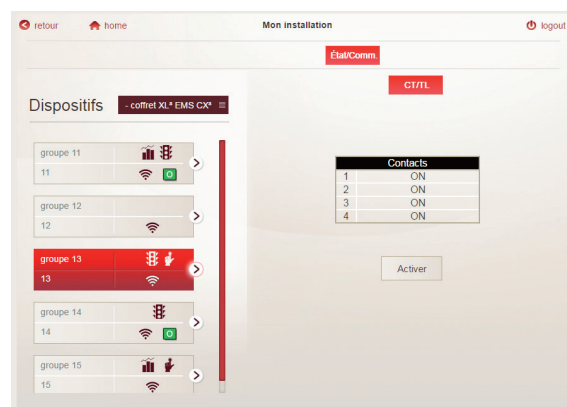 retour home Mon installation logout
État/Comm.
CT/TL
Dispositifs - coffret XL³ EMS CX³
groupe 11
11 O
groupe 12
12
groupe 13
13
groupe 14
14 O
groupe 15
15
Contacts
1 ON
2 ON
3 ON
4 ON
Activer